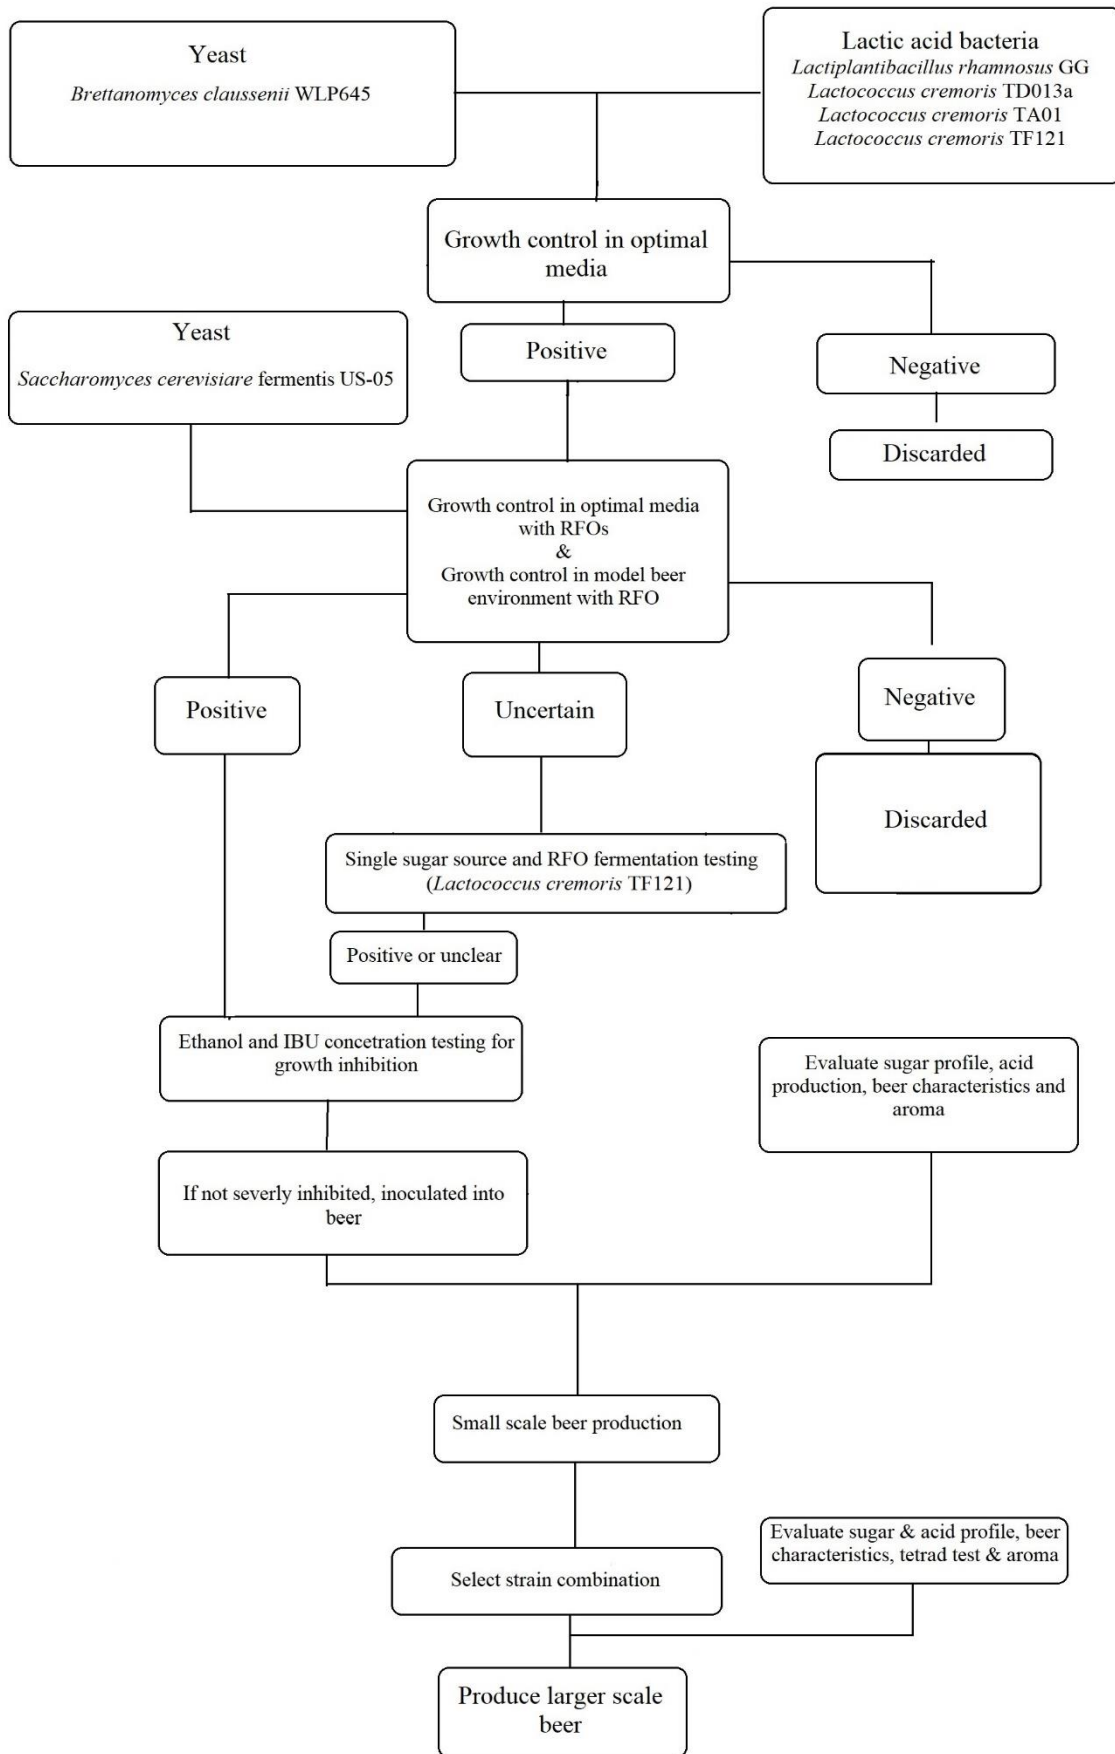 Yeast
Brettanomyces claussenii WLP645
Lactic acid bacteria
Lactiplantibacillus rhamnosus GG
Lactococcus cremoris TD013a
Lactococcus cremoris TA01
Lactococcus cremoris TF121
Growth control in optimal
media
Positive
Negative
Discarded
Yeast
Saccharomyces cerevisiare fermentis US-05
Growth control in optimal media
with RFOs
&
Growth control in model beer
environment with RFO
Positive
Uncertain
Negative
Discarded
Single sugar source and RFO fermentation testing
(Lactococcus cremoris TF121)
Positive or unclear
Ethanol and IBU concetration testing for
growth inhibition
Evaluate sugar profile, acid
production, beer characteristics and
aroma
If not severly inhibited, inoculated into
beer
Small scale beer production
Evaluate sugar & acid profile, beer
characteristics, tetrad test & aroma
Select strain combination
Produce larger scale
beer